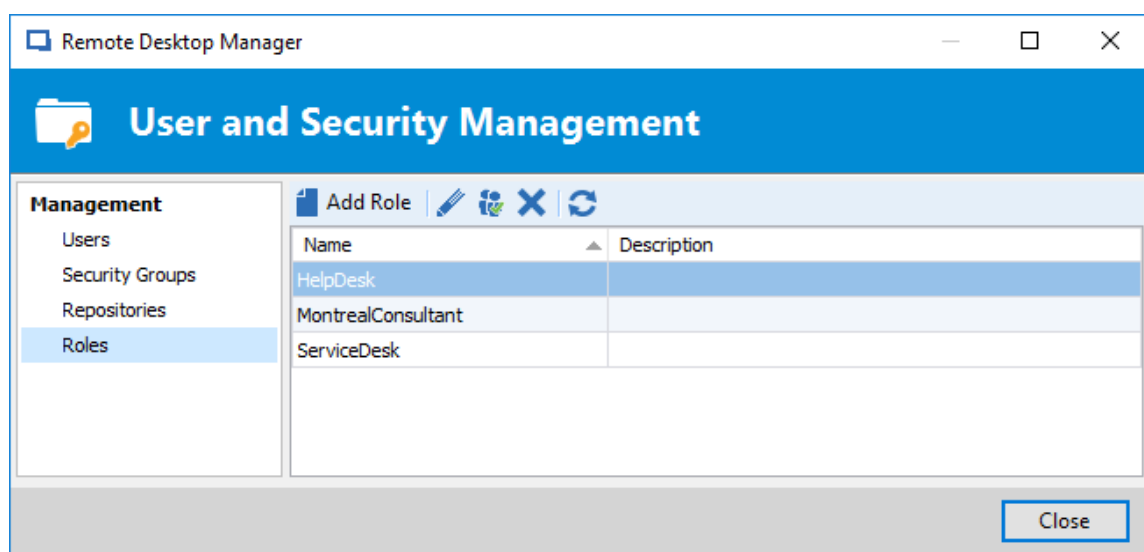 Remote Desktop Manager
User and Security Management
Management
Users
Security Groups
Repositories
Roles
Add Role
Name Description
HelpDesk
MontrealConsultant
ServiceDesk
Close